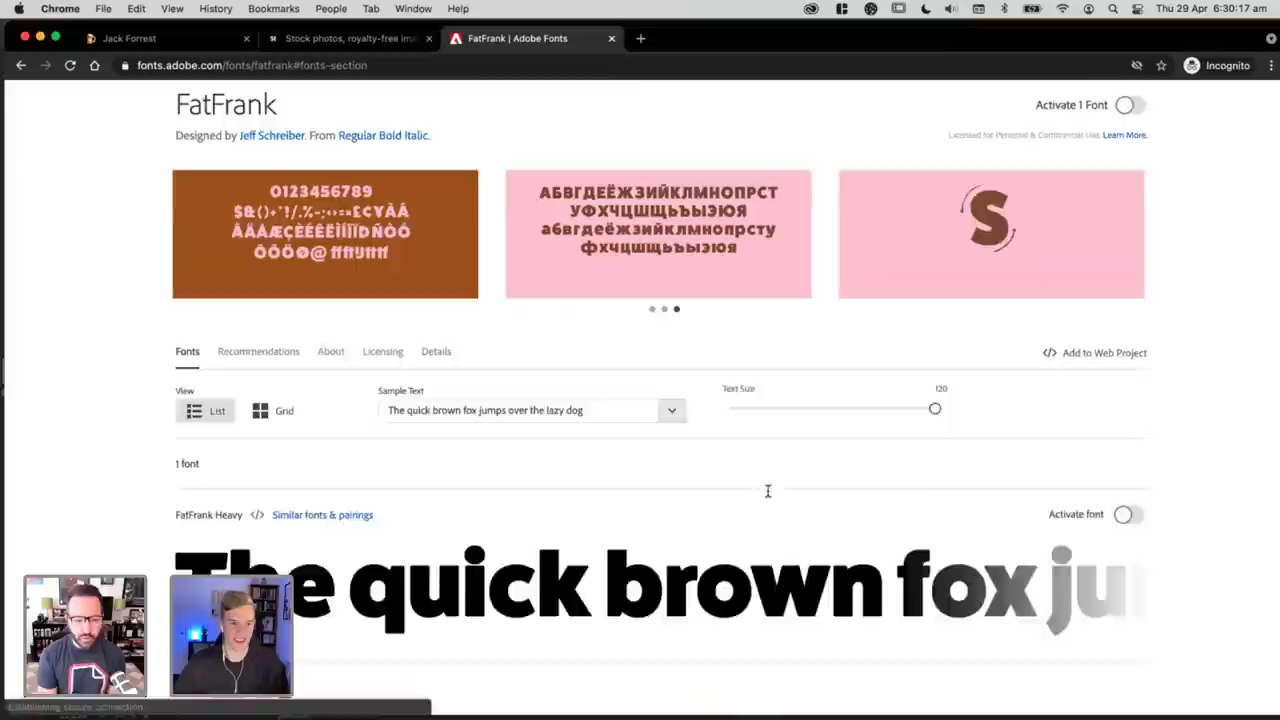 Chrome File Edit View History Bookmarks People Tab Window Help Thu 29 Apr 6:30:17 am
Jack Forrest
Stock photos, royalty-free ima
FatFrank | Adobe Fonts
fonts.adobe.com/fonts/fatfrank#fonts-section
Incognito
FatFrank
Activate 1 Font
Designed by Jeff Schreiber. From Regular Bold Italic.
Licensed for Personal & Commercial Use. Learn More.
0123456789
АБВГДЕЁЖЗИЙКЛМНОПРСТ
УФХЧЦШЩЬЪЫЭЮЯ
абвгдеёжзийклмнопрсту
фхчцшщьъыэюя
S
Fonts Recommendations About Licensing Details
</> Add to Web Project
View
List
Grid
Sample Text
The quick brown fox jumps over the lazy dog
Text Size
120
1 font
FatFrank Heavy </> Similar fonts & pairings
Activate font
The quick brown fox ju
Establishing secure connection